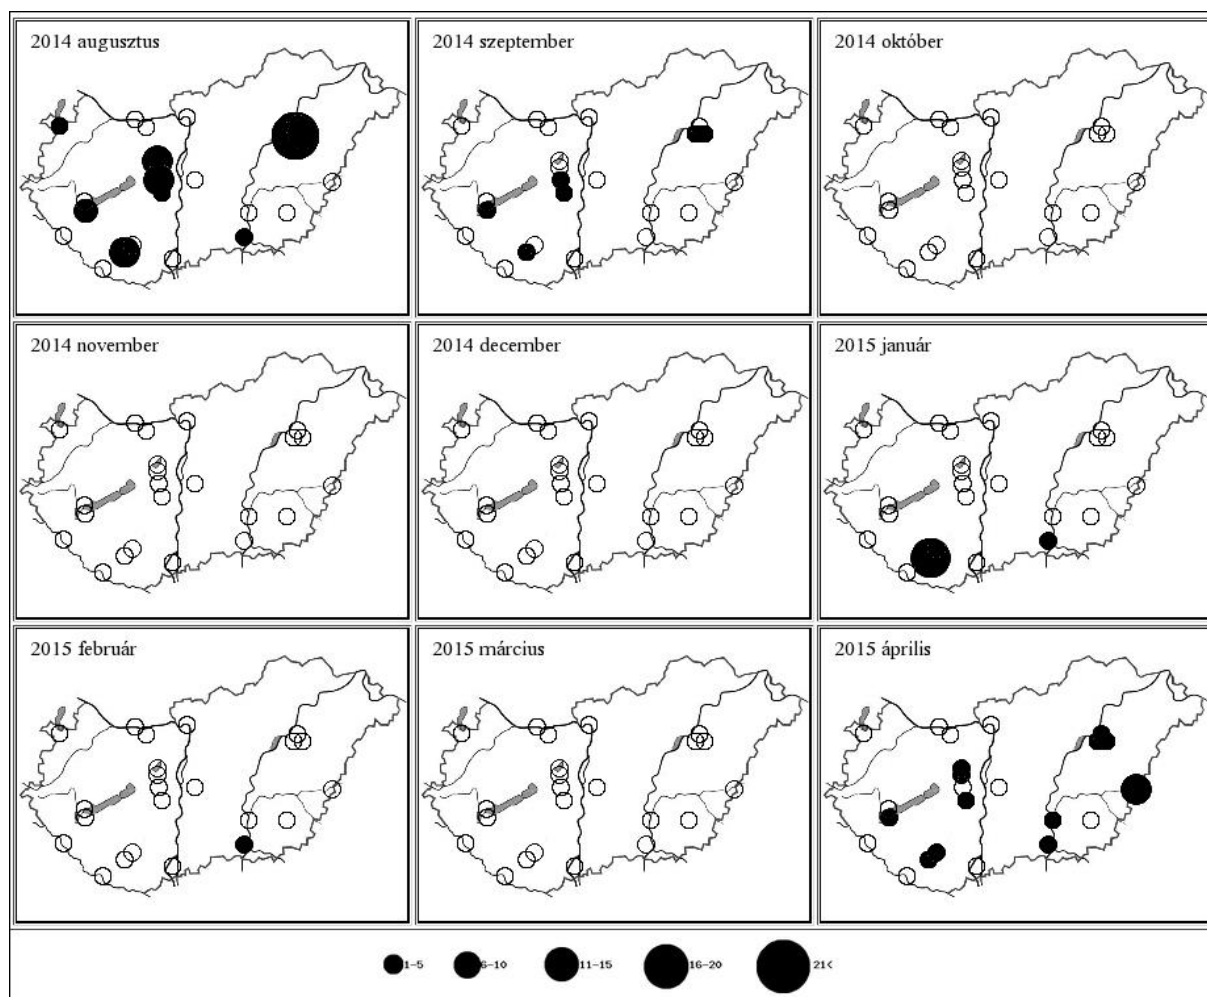 2014 augusztus
2014 szeptember
2014 október
2014 november
2014 december
2015 január
2015 február
2015 március
2015 április
1-5
6-10
11-15
16-20
21<